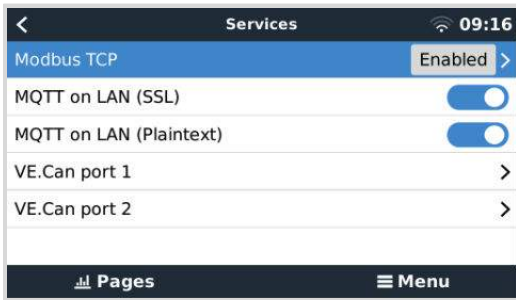 Services 09:16
Modbus TCP Enabled
MQTT on LAN (SSL)
MQTT on LAN (Plaintext)
VE.Can port 1
VE.Can port 2
Pages Menu